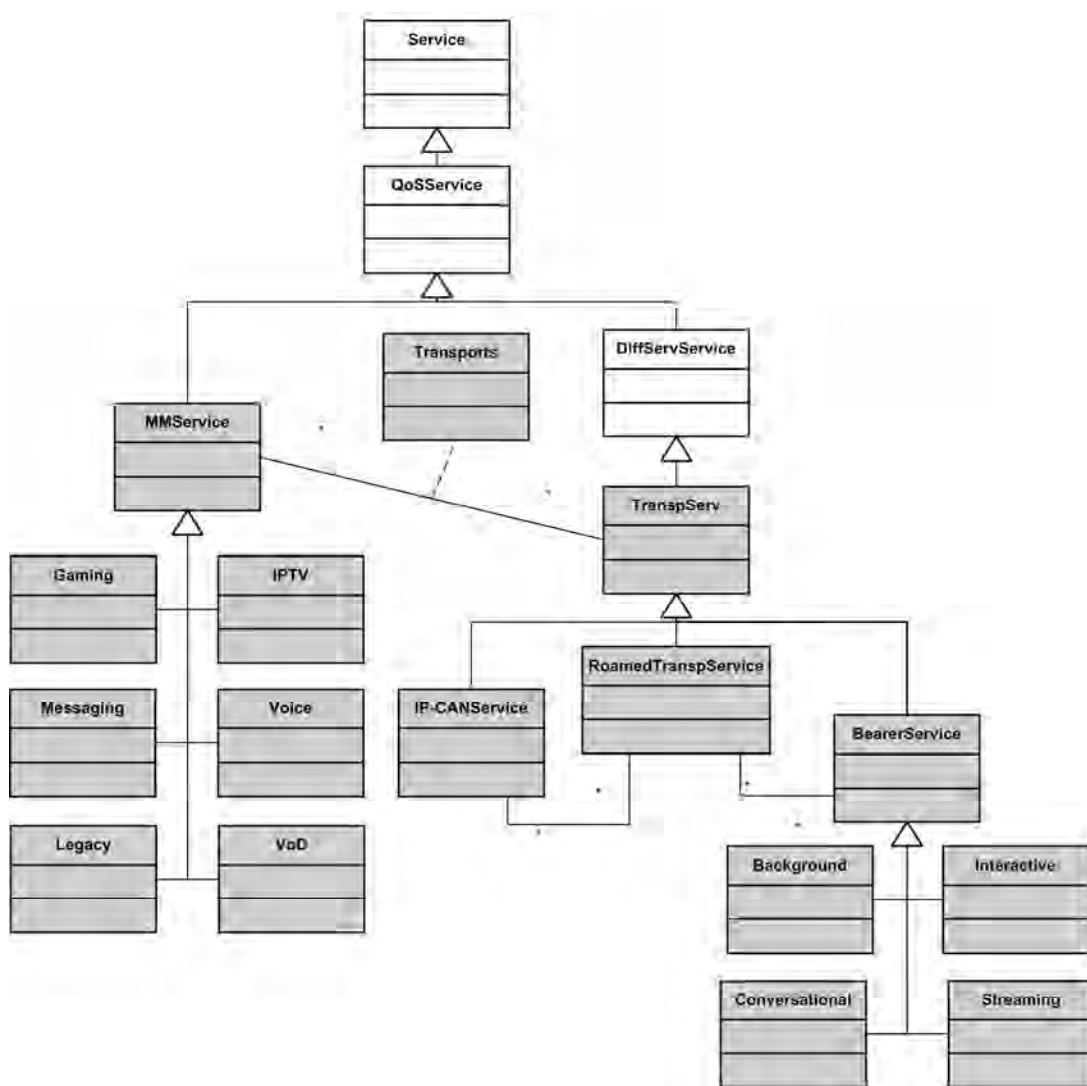 Service
QoSService
Transports
DiffServService
MMService
*
*
TranspServ
Gaming
IPTV
RoamedTranspService
Messaging
Voice
IP-CANService
BearerService
*
*
*
*
Legacy
VoD
Background
Interactive
Conversational
Streaming